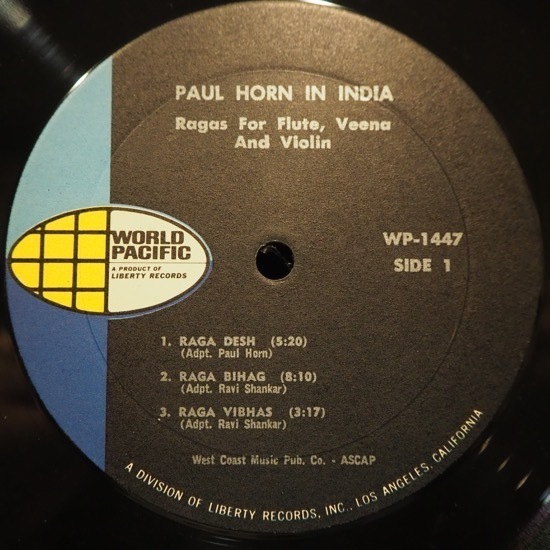 PAUL HORN IN INDIA
Ragas For Flute, Veena
And Violin
WORLD
PACIFIC
A PRODUCT OF
LIBERTY RECORDS
WP-1447
SIDE 1
1. RAGA DESH (5:20)
(Adpt. Paul Horn)
2. RAGA BIHAG (8:10)
(Adpt. Ravi Shankar)
3. RAGA VIBHAS (3:17)
(Adpt. Ravi Shankar)
West Coast Music Pub. Co. - ASCAP
A DIVISION OF LIBERTY RECORDS, INC., LOS ANGELES, CALIFORNIA